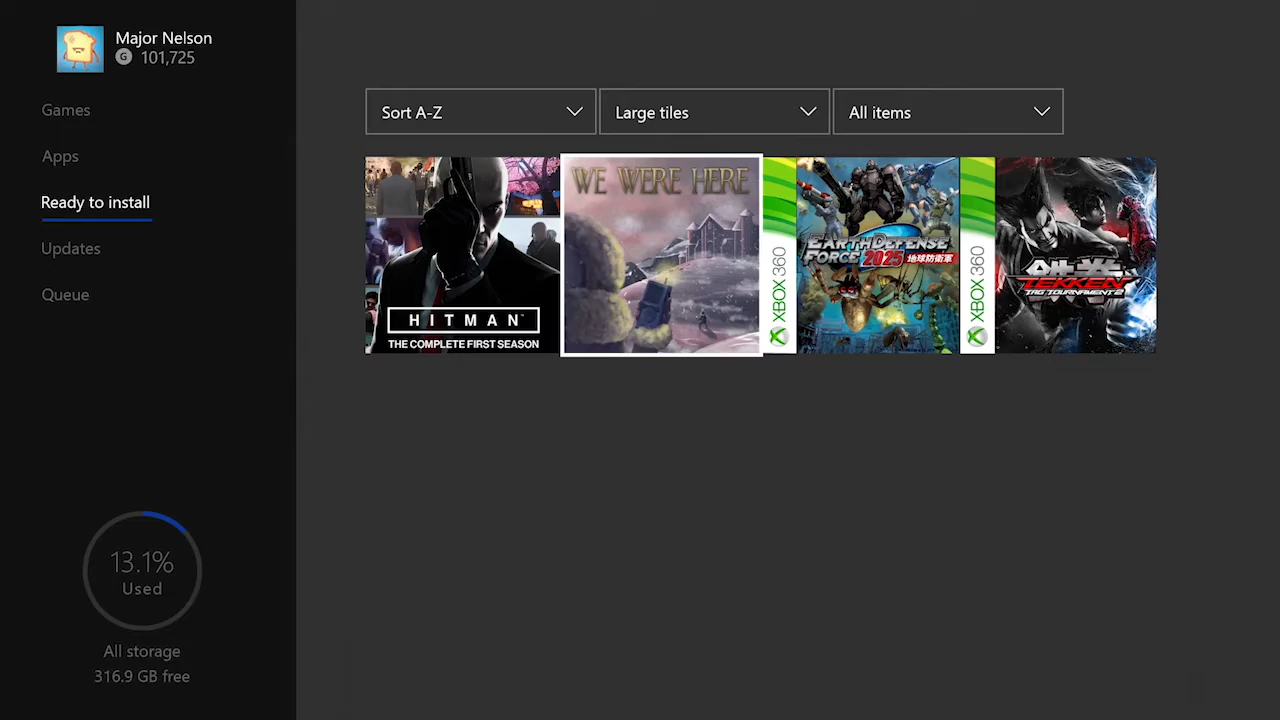 Major Nelson
G 101,725
Games
Apps
Ready to install
Updates
Queue
13.1%
Used
All storage
316.9 GB free
Sort A-Z
Large tiles
All items
HITMAN™
THE COMPLETE FIRST SEASON
WE WERE HERE
XBOX 360
EARTH DEFENSE
FORCE 2025 地球防衛軍
XBOX 360
鉄拳
TEKKEN
TAG TOURNAMENT 2